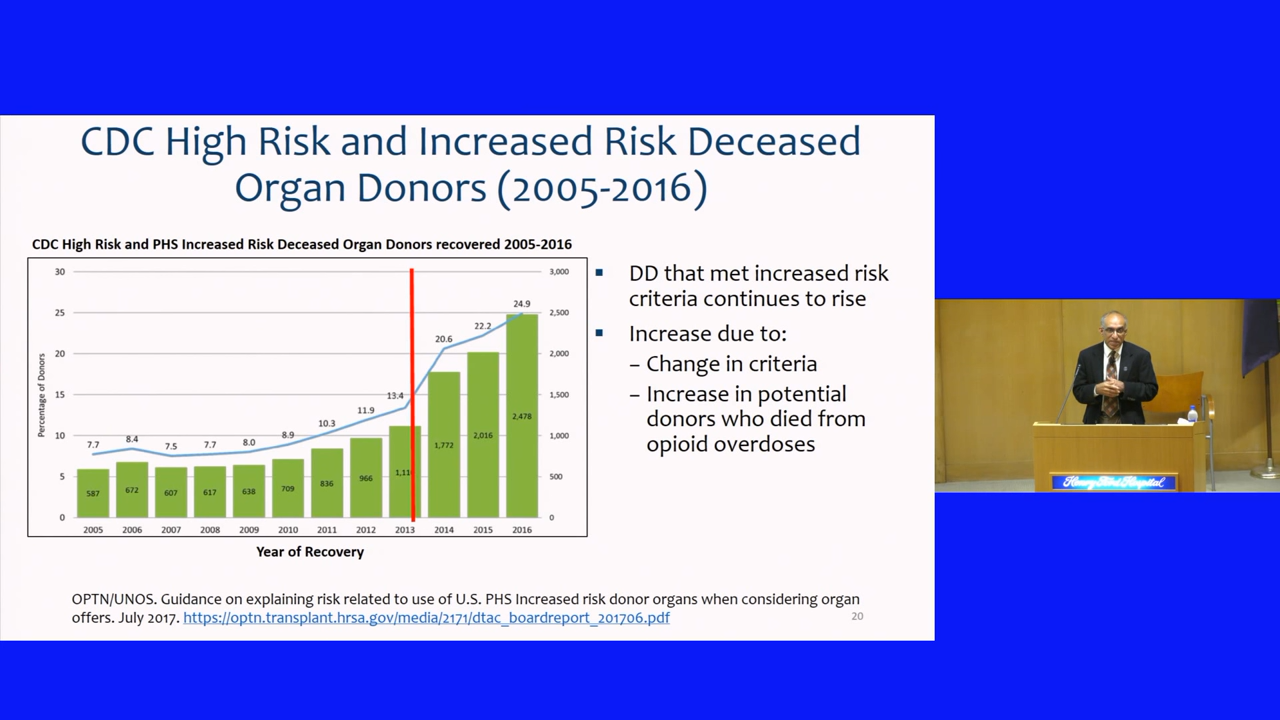 CDC High Risk and Increased Risk Deceased
Organ Donors (2005-2016)
CDC High Risk and PHS Increased Risk Deceased Organ Donors recovered 2005-2016
Percentage of Donors
30
25
20
15
10
5
0
3,000
2,500
2,000
1,500
1,000
500
0
7.7
8.4
7.5
7.7
8.0
8.9
10.3
11.9
13.4
20.6
22.2
24.9
587
672
607
617
638
709
836
966
1,772
2,016
2,478
2005 2006 2007 2008 2009 2010 2011 2012 2013 2014 2015 2016
Year of Recovery
▪ DD that met increased risk
criteria continues to rise
▪ Increase due to:
– Change in criteria
– Increase in potential
donors who died from
opioid overdoses
OPTN/UNOS. Guidance on explaining risk related to use of U.S. PHS Increased risk donor organs when considering organ
offers. July 2017. https://optn.transplant.hrsa.gov/media/2171/dtac_boardreport_201706.pdf
20
Henry Ford Hospital